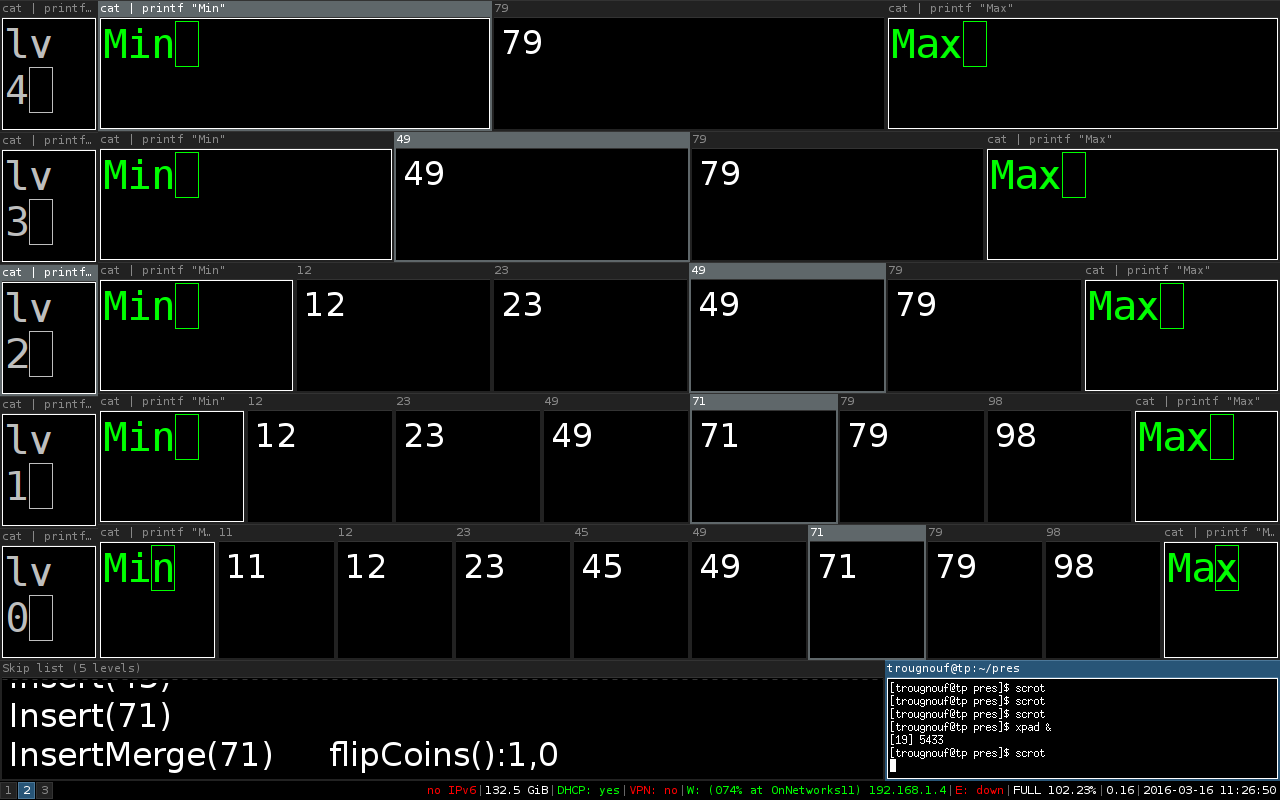 cat | printf… cat | printf "Min" 79 cat | printf "Max"
lv Min 79 Max
4
cat | printf… cat | printf "Min" 49 79 cat | printf "Max"
lv Min 49 79 Max
3
cat | printf… cat | printf "Min" 12 23 49 79 cat | printf "Max"
lv Min 12 23 49 79 Max
2
cat | printf… cat | printf "Min" 12 23 49 71 79 98 cat | printf "Max"
lv Min 12 23 49 71 79 98 Max
1
cat | printf… cat | printf "M… 11 12 23 45 49 71 79 98 cat | printf "M…
lv Min 11 12 23 45 49 71 79 98 Max
0
Skip list (5 levels)
Insert(71)
InsertMerge(71) flipCoins():1,0
trougnouf@tp:~/pres
[trougnouf@tp pres]$ scrot
[trougnouf@tp pres]$ scrot
[trougnouf@tp pres]$ scrot
[trougnouf@tp pres]$ xpad &
[19] 5433
[trougnouf@tp pres]$ scrot
1 2 3 no IPv6|132.5 GiB|DHCP: yes|VPN: no|W: (074% at OnNetworks11) 192.168.1.4|E: down|FULL 102.23%|0.16|2016-03-16 11:26:50